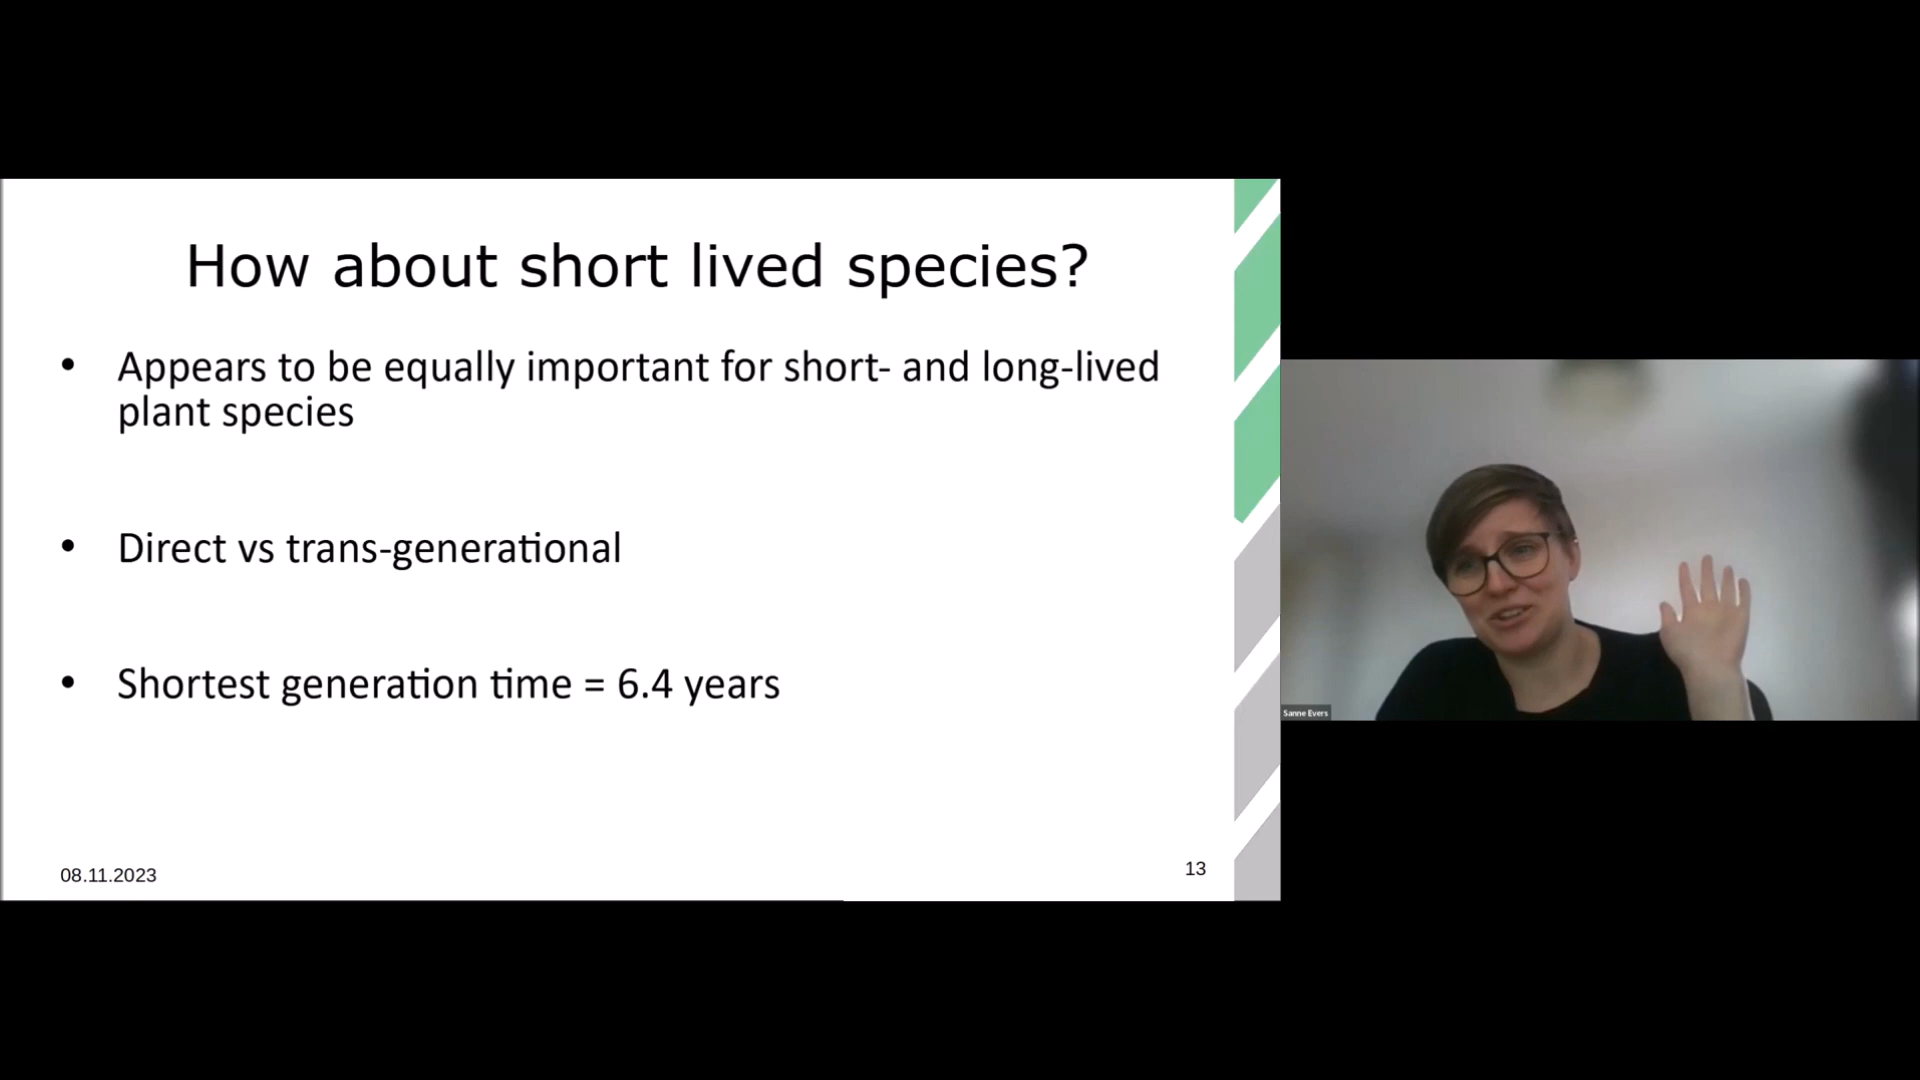 How about short lived species?
• Appears to be equally important for short- and long-lived
plant species
• Direct vs trans-generational
• Shortest generation time = 6.4 years
08.11.2023
13
Sanne Evers